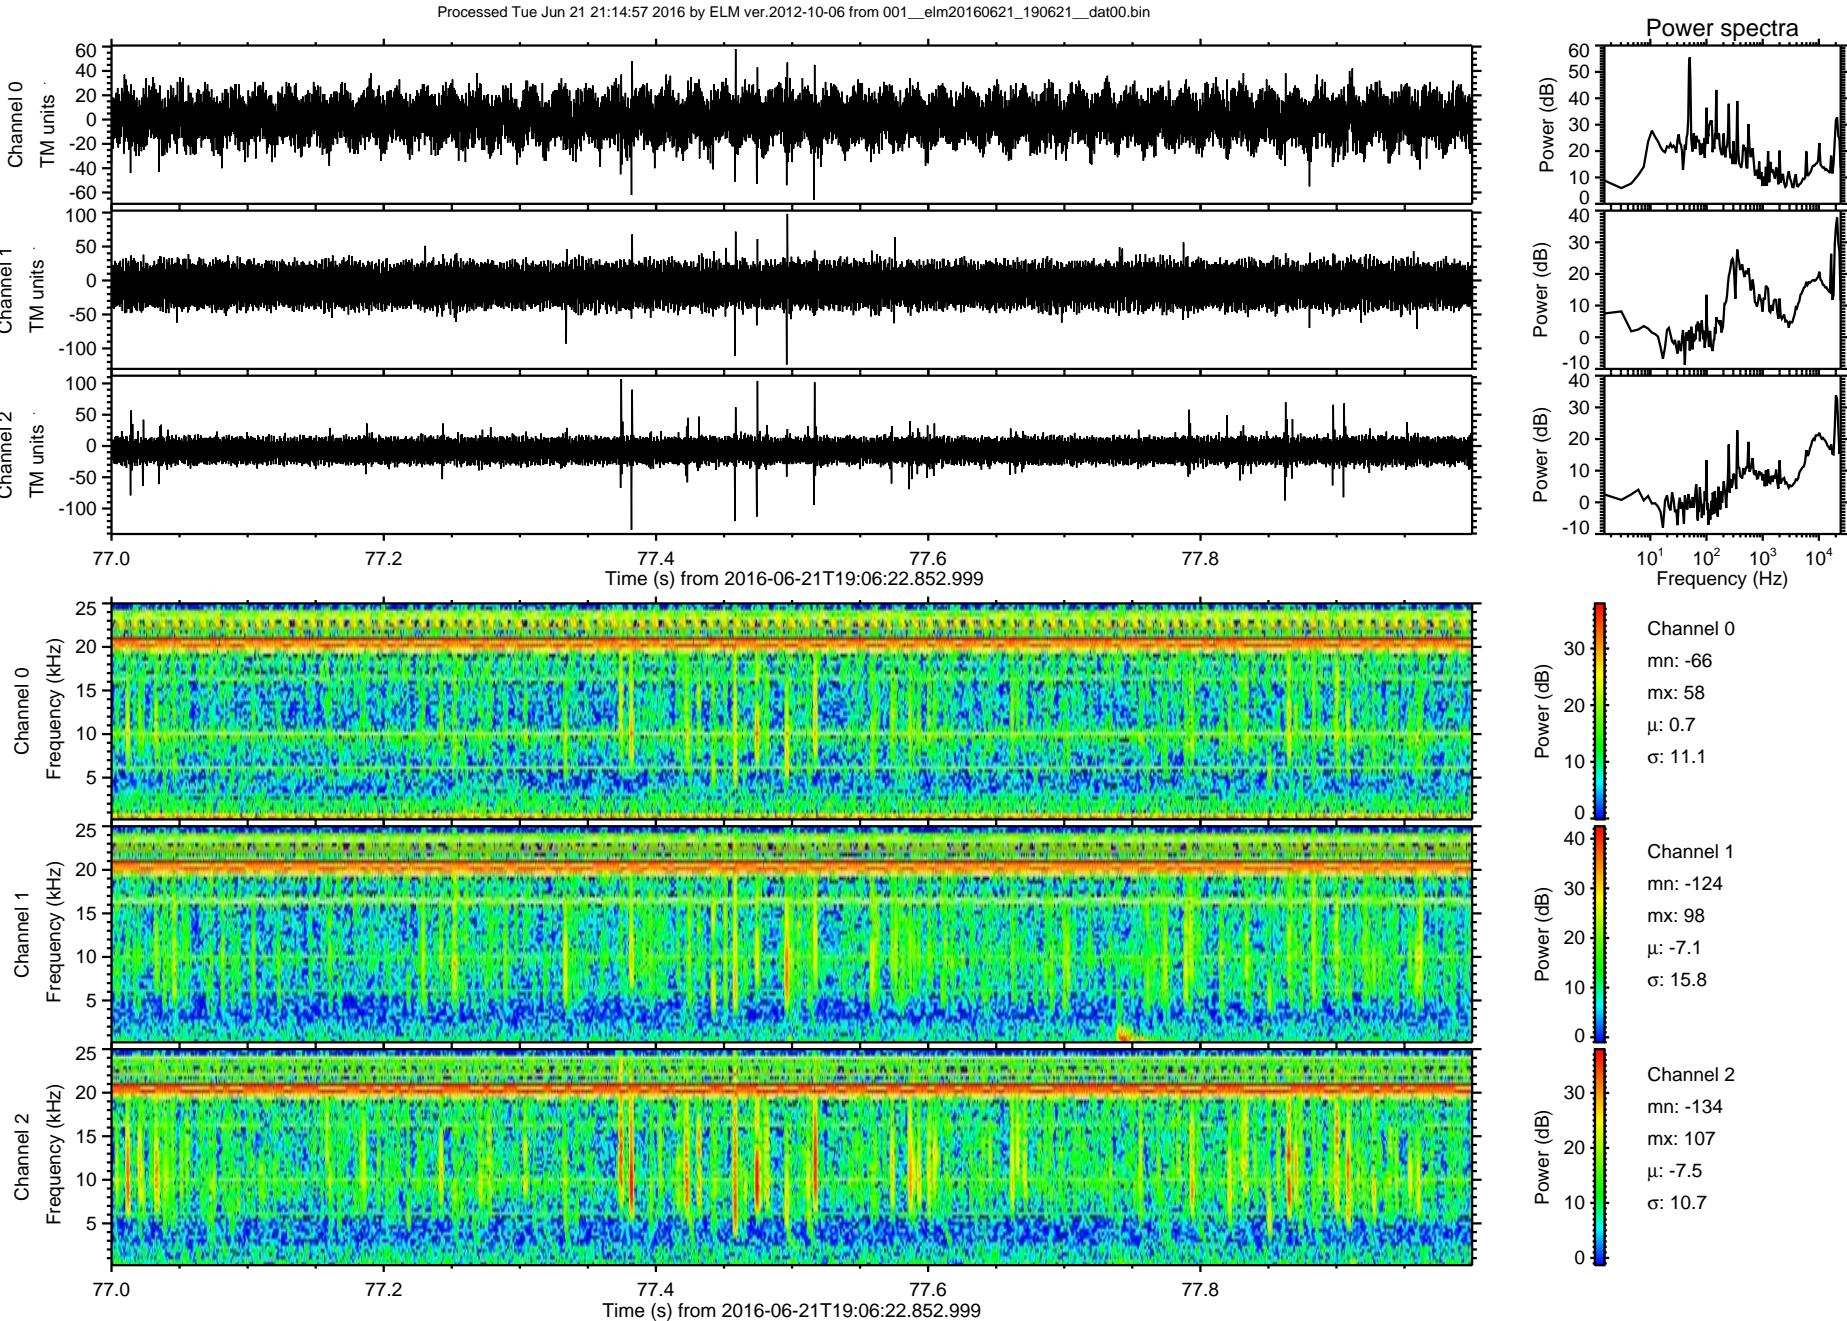 Processed Tue Jun 21 21:14:57 2016 by ELM ver.2012-10-06 from 001__elm20160621_190621__dat00.bin
Power spectra
Channel 0
TM units
60
40
20
0
-20
-40
-60
Power (dB)
60
50
40
30
20
10
0
Channel 1
TM units
100
50
0
-50
-100
Power (dB)
40
30
20
10
0
-10
Channel 2
TM units
100
50
0
-50
-100
Power (dB)
40
30
20
10
0
-10
77.0 77.2 77.4 77.6 77.8
Time (s) from 2016-06-21T19:06:22.852.999
10¹ 10² 10³ 10⁴
Frequency (Hz)
Channel 0
Frequency (kHz)
25
20
15
10
5
Power (dB)
30
20
10
0
Channel 0
mn: -66
mx: 58
μ: 0.7
σ: 11.1
Channel 1
Frequency (kHz)
25
20
15
10
5
Power (dB)
40
30
20
10
0
Channel 1
mn: -124
mx: 98
μ: -7.1
σ: 15.8
Channel 2
Frequency (kHz)
25
20
15
10
5
Power (dB)
30
20
10
0
Channel 2
mn: -134
mx: 107
μ: -7.5
σ: 10.7
77.0 77.2 77.4 77.6 77.8
Time (s) from 2016-06-21T19:06:22.852.999